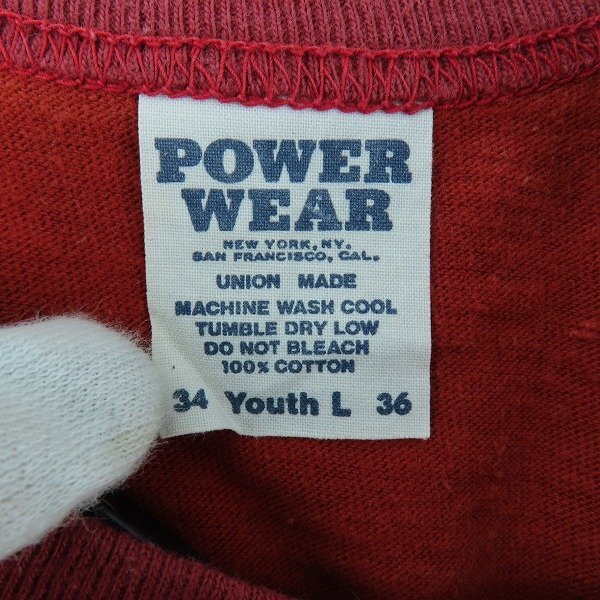 POWER
WEAR
NEW YORK, NY.
SAN FRANCISCO, CAL.
UNION MADE
MACHINE WASH COOL
TUMBLE DRY LOW
DO NOT BLEACH
100% COTTON
34 Youth L 36